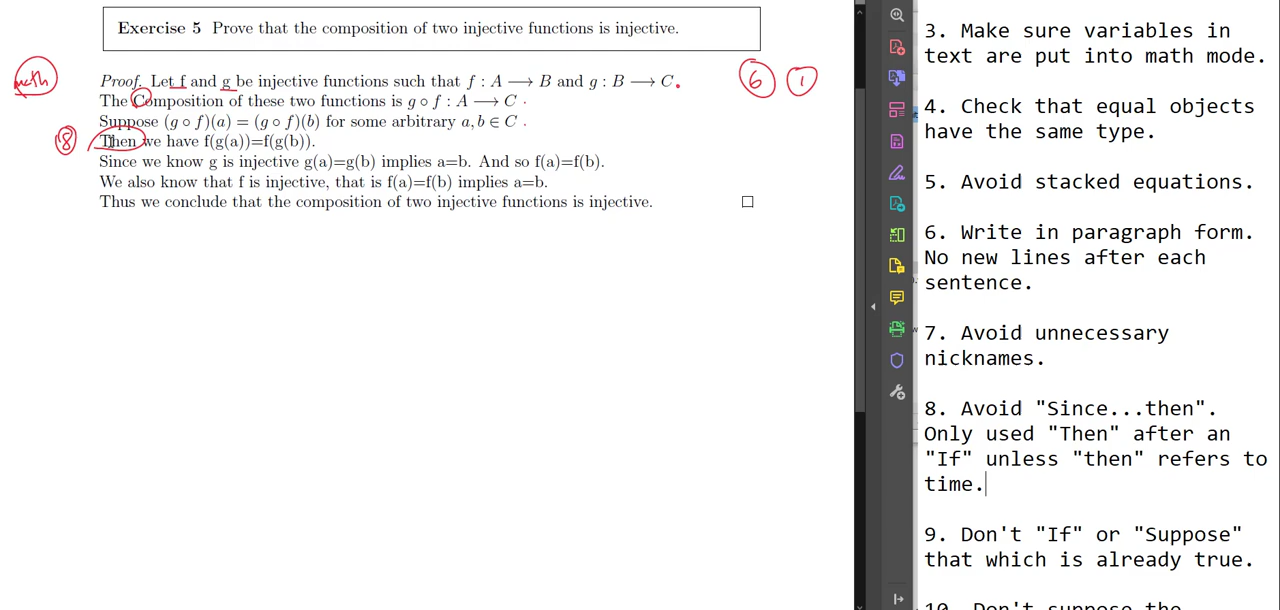 Exercise 5 Prove that the composition of two injective functions is injective.
math
Proof. Let f and g be injective functions such that f : A ⟶ B and g : B ⟶ C.
6 1
The Composition of these two functions is g ∘ f : A ⟶ C .
Suppose (g ∘ f)(a) = (g ∘ f)(b) for some arbitrary a, b ∈ C .
8
Then we have f(g(a))=f(g(b)).
Since we know g is injective g(a)=g(b) implies a=b. And so f(a)=f(b).
We also know that f is injective, that is f(a)=f(b) implies a=b.
Thus we conclude that the composition of two injective functions is injective. □
3. Make sure variables in
text are put into math mode.
4. Check that equal objects
have the same type.
5. Avoid stacked equations.
6. Write in paragraph form.
No new lines after each
sentence.
7. Avoid unnecessary
nicknames.
8. Avoid "Since...then".
Only used "Then" after an
"If" unless "then" refers to
time.
9. Don't "If" or "Suppose"
that which is already true.
10. Don't suppose the